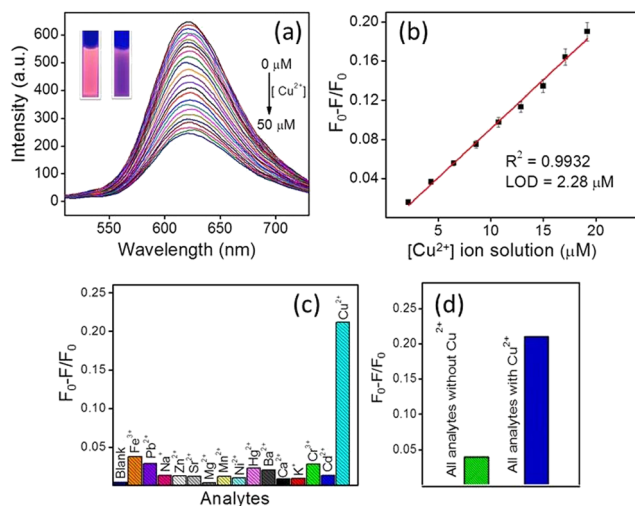 (a)
600
500
400
300
200
100
0
Intensity (a.u.)
0 μM
[Cu²⁺]
50 μM
550 600 650 700
Wavelength (nm)
(b)
0.20
0.16
0.12
0.08
0.04
F₀-F/F₀
R² = 0.9932
LOD = 2.28 μM
5 10 15 20
[Cu²⁺] ion solution (μM)
(c)
0.25
0.20
0.15
0.10
0.05
F₀-F/F₀
Blank
Fe³⁺
Pb²⁺
Na⁺
Zn²⁺
Sr²⁺
Mg²⁺
Mn²⁺
Ni²⁺
Hg²⁺
Ba²⁺
Ca²⁺
K⁺
Cr³⁺
Cd²⁺
Cu²⁺
Analytes
(d)
0.25
0.20
0.15
0.10
0.05
F₀-F/F₀
All analytes without Cu²⁺
All analytes with Cu²⁺